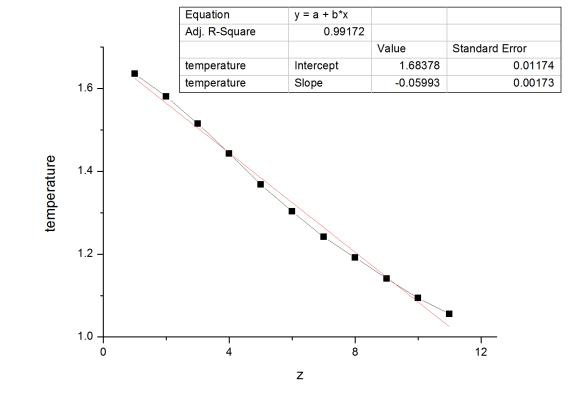 Equation y = a + b*x
Adj. R-Square 0.99172
Value Standard Error
temperature Intercept 1.68378 0.01174
temperature Slope -0.05993 0.00173
1.6
1.4
1.2
1.0
temperature
0 4 8 12
z